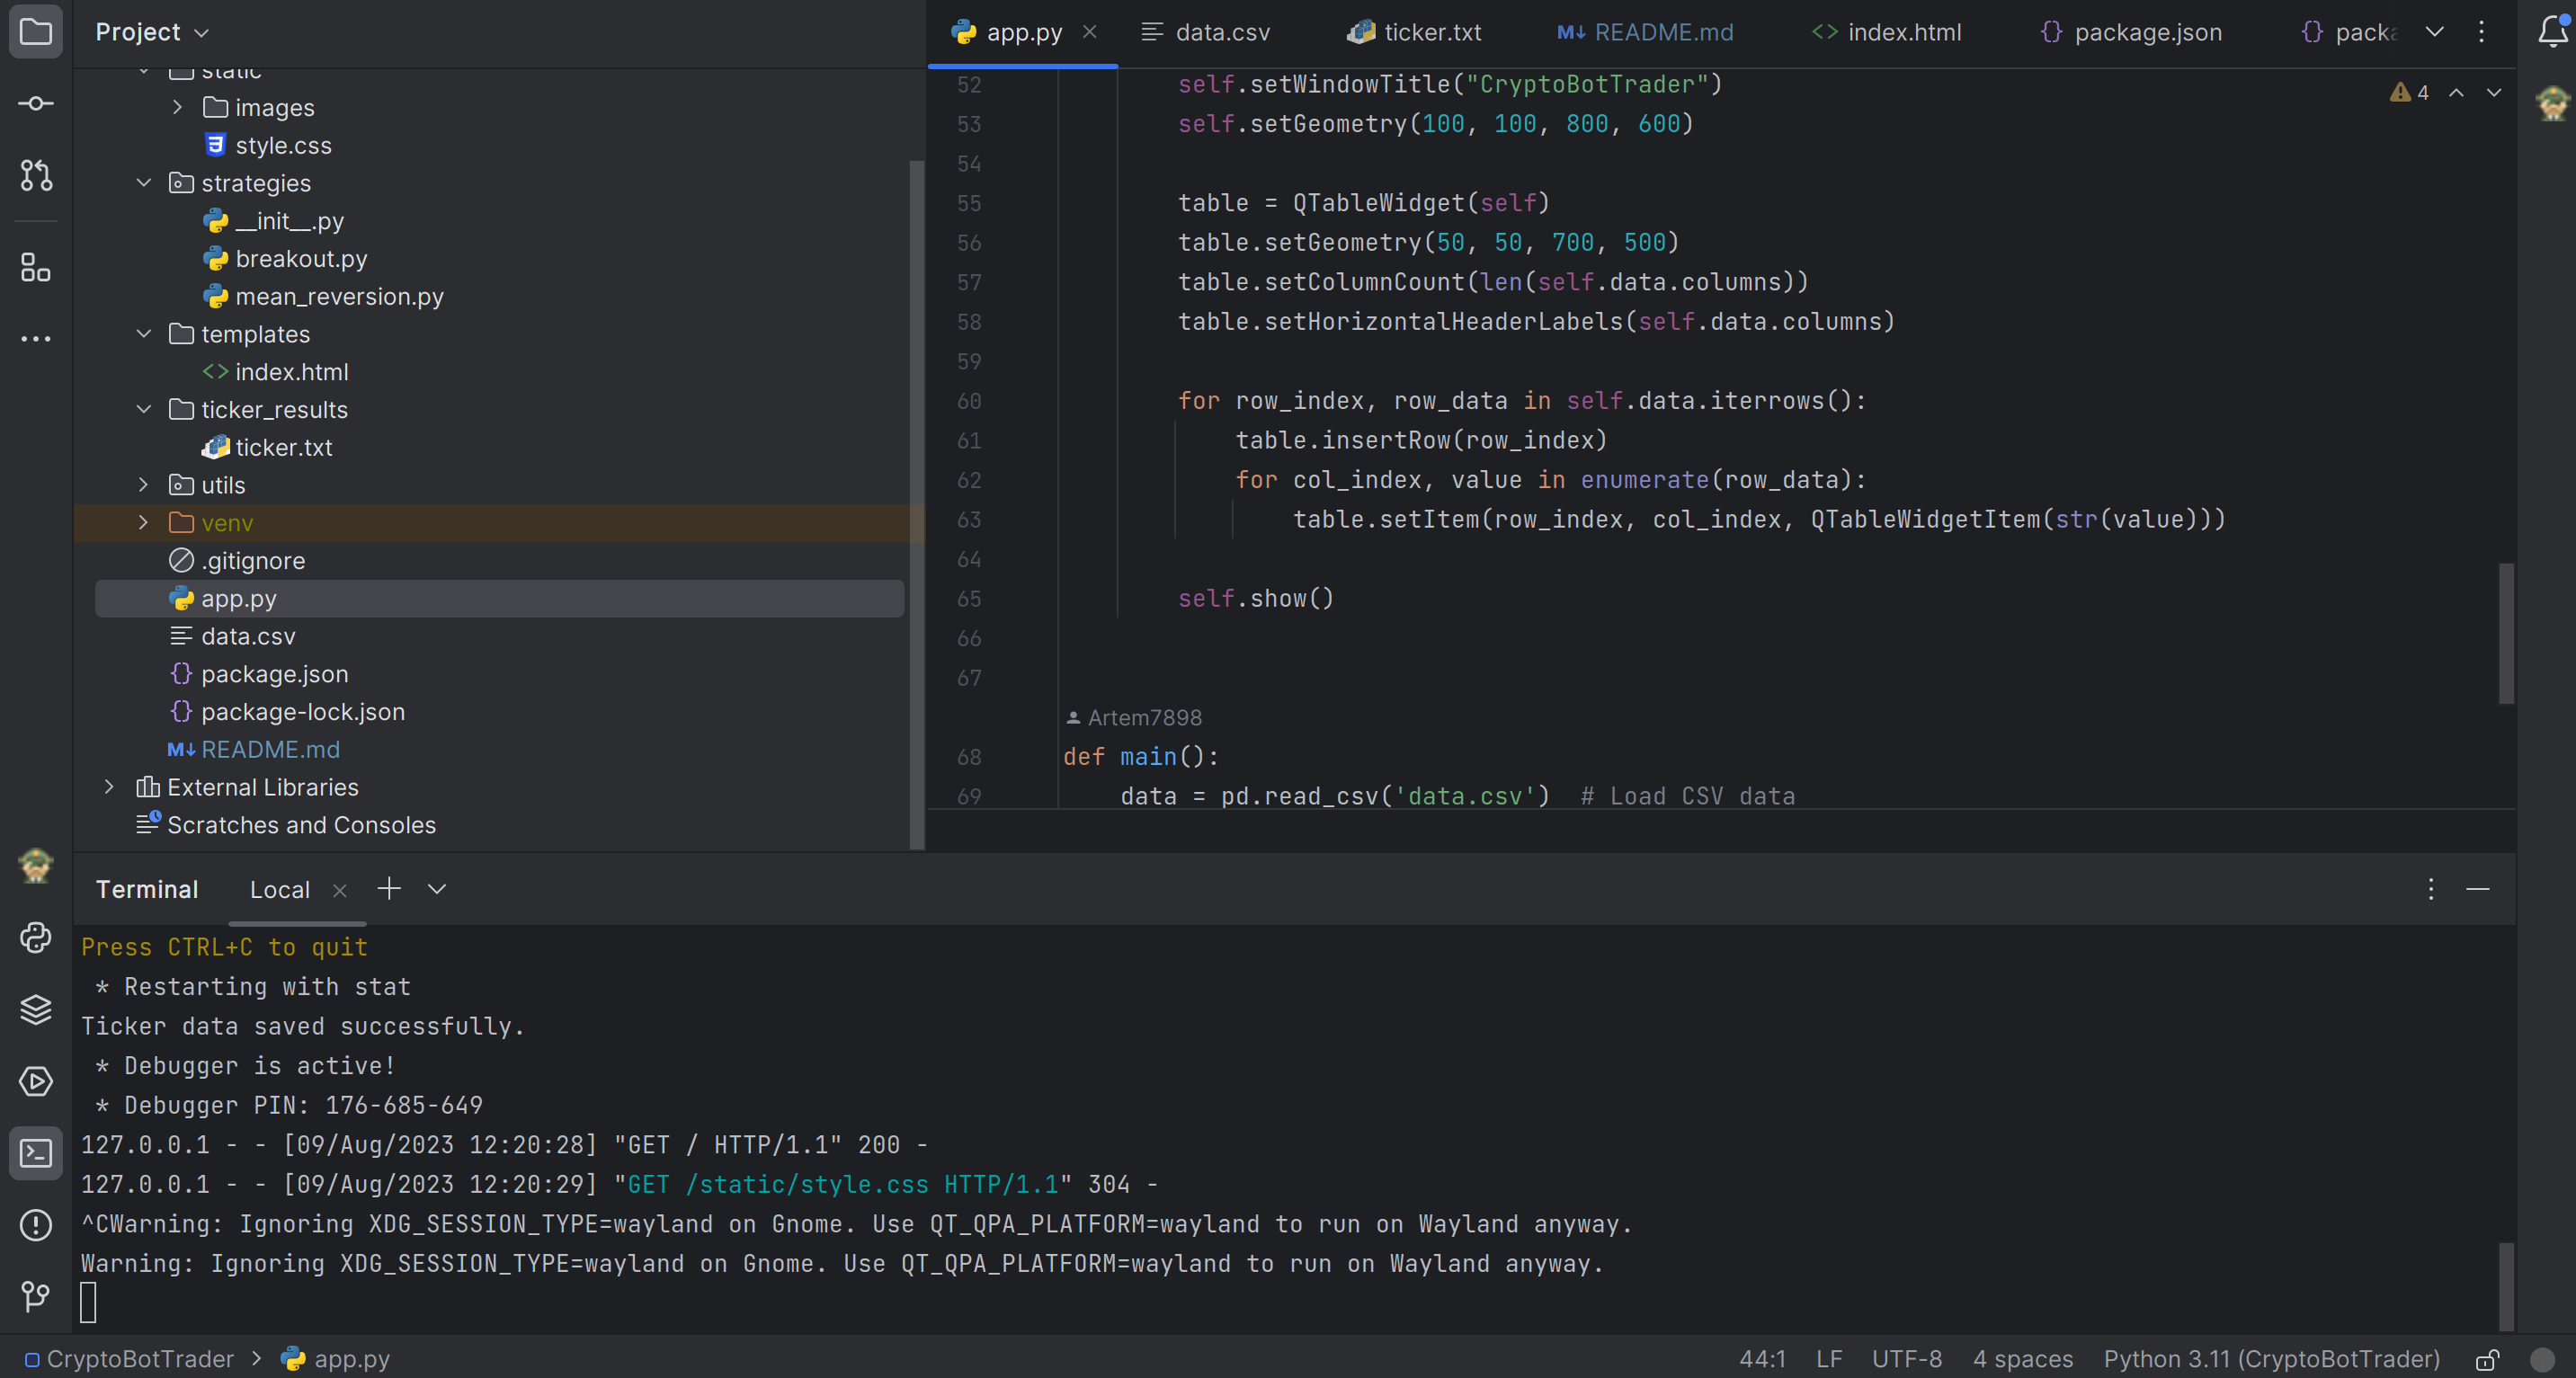 Project
static
images
style.css
strategies
__init__.py
breakout.py
mean_reversion.py
templates
index.html
ticker_results
ticker.txt
utils
venv
.gitignore
app.py
data.csv
package.json
package-lock.json
README.md
External Libraries
Scratches and Consoles
app.py data.csv ticker.txt README.md index.html package.json
4
52 self.setWindowTitle("CryptoBotTrader")
53 self.setGeometry(100, 100, 800, 600)
54
55 table = QTableWidget(self)
56 table.setGeometry(50, 50, 700, 500)
57 table.setColumnCount(len(self.data.columns))
58 table.setHorizontalHeaderLabels(self.data.columns)
59
60 for row_index, row_data in self.data.iterrows():
61 table.insertRow(row_index)
62 for col_index, value in enumerate(row_data):
63 table.setItem(row_index, col_index, QTableWidgetItem(str(value)))
64
65 self.show()
66
67
Artem7898
68 def main():
69 data = pd.read_csv('data.csv')  # Load CSV data
Terminal Local
Press CTRL+C to quit
 * Restarting with stat
Ticker data saved successfully.
 * Debugger is active!
 * Debugger PIN: 176-685-649
127.0.0.1 - - [09/Aug/2023 12:20:28] "GET / HTTP/1.1" 200 -
127.0.0.1 - - [09/Aug/2023 12:20:29] "GET /static/style.css HTTP/1.1" 304 -
^CWarning: Ignoring XDG_SESSION_TYPE=wayland on Gnome. Use QT_QPA_PLATFORM=wayland to run on Wayland anyway.
Warning: Ignoring XDG_SESSION_TYPE=wayland on Gnome. Use QT_QPA_PLATFORM=wayland to run on Wayland anyway.
CryptoBotTrader > app.py 44:1 LF UTF-8 4 spaces Python 3.11 (CryptoBotTrader)